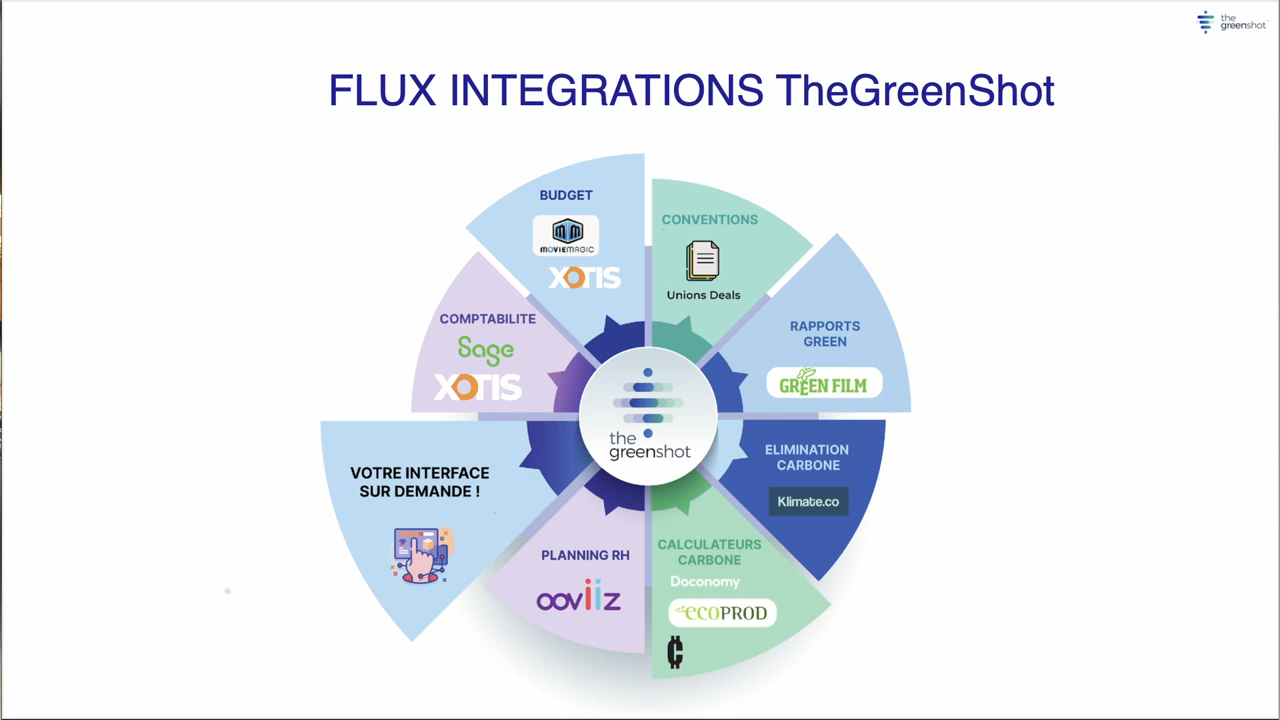 the
greenshot
FLUX INTEGRATIONS TheGreenShot
BUDGET
MOVIEMAGIC
XOTIS
CONVENTIONS
Unions Deals
RAPPORTS
GREEN
GREEN FILM
ELIMINATION
CARBONE
Klimate.co
CALCULATEURS
CARBONE
Doconomy
ecoPROD
PLANNING RH
ooviiz
VOTRE INTERFACE
SUR DEMANDE !
COMPTABILITE
Sage
XOTIS
the
greenshot